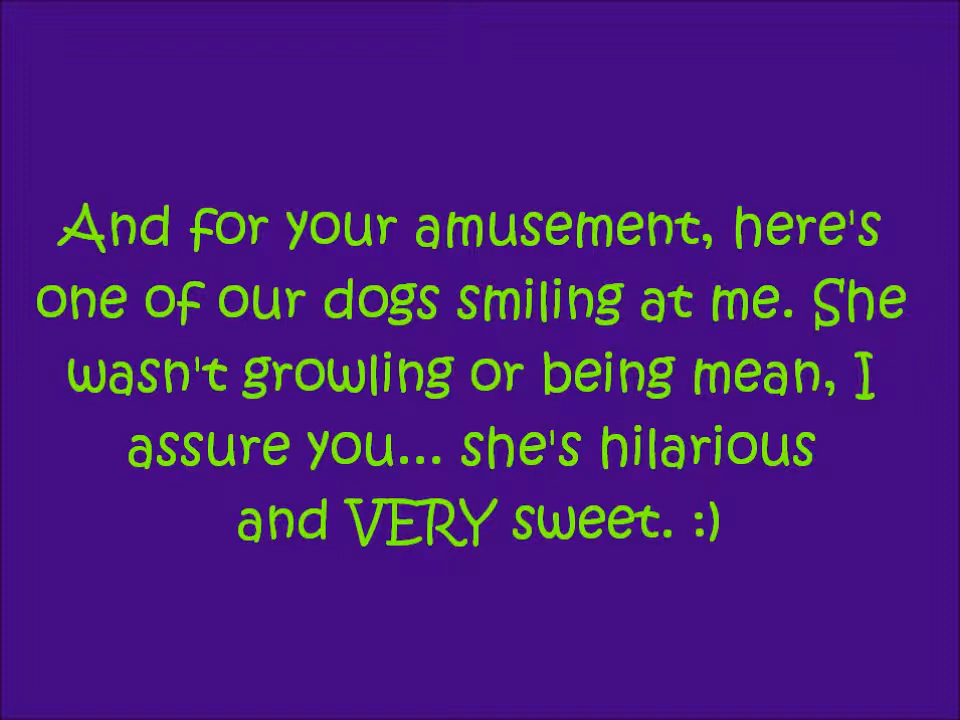 And for your amusement, here's
one of our dogs smiling at me. She
wasn't growling or being mean, I
assure you... she's hilarious
and VERY sweet. :)